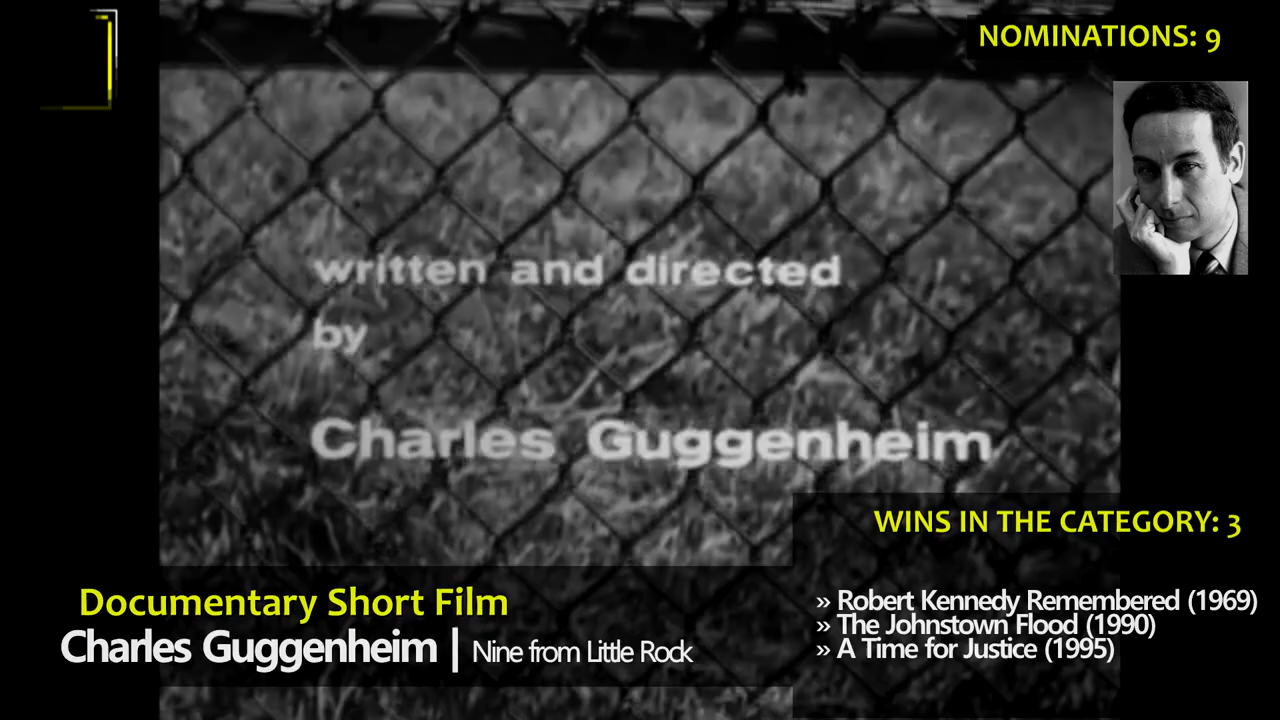 NOMINATIONS: 9
written and directed
by
Charles Guggenheim
WINS IN THE CATEGORY: 3
Documentary Short Film
Charles Guggenheim | Nine from Little Rock
» Robert Kennedy Remembered (1969)
» The Johnstown Flood (1990)
» A Time for Justice (1995)